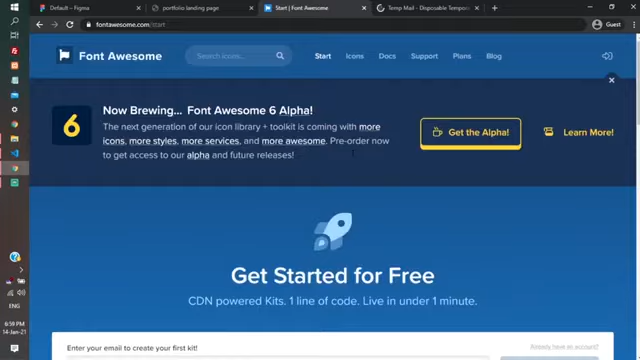 Default – Figma
portfolio landing page
Start | Font Awesome
Temp Mail - Disposable Tempora
fontawesome.com/start
Guest
Font Awesome
Search icons...
Start
Icons
Docs
Support
Plans
Blog
6
Now Brewing... Font Awesome 6 Alpha!
The next generation of our icon library + toolkit is coming with more
icons, more styles, more services, and more awesome. Pre-order now
to get access to our alpha and future releases!
Get the Alpha!
Learn More!
Get Started for Free
CDN powered Kits. 1 line of code. Live in under 1 minute.
Enter your email to create your first kit!
Already have an account?
ENG
6:59 PM
14-Jan-21